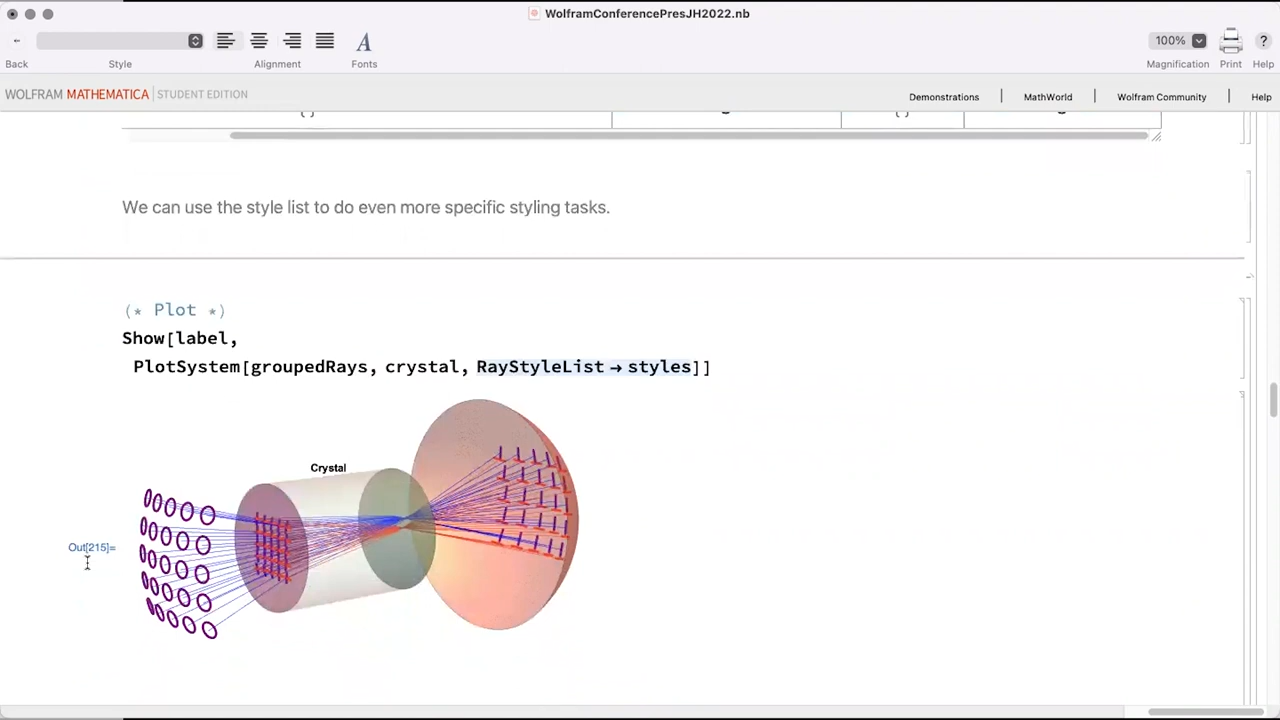 WolframConferencePresJH2022.nb
100%
Back
Style
Alignment
A
Fonts
Magnification
Print
?
Help
WOLFRAM MATHEMATICA | STUDENT EDITION
Demonstrations | MathWorld | Wolfram Community | Help
We can use the style list to do even more specific styling tasks.
(* Plot *)
Show[label,
PlotSystem[groupedRays, crystal, RayStyleList → styles]]
Crystal
Out[215]=